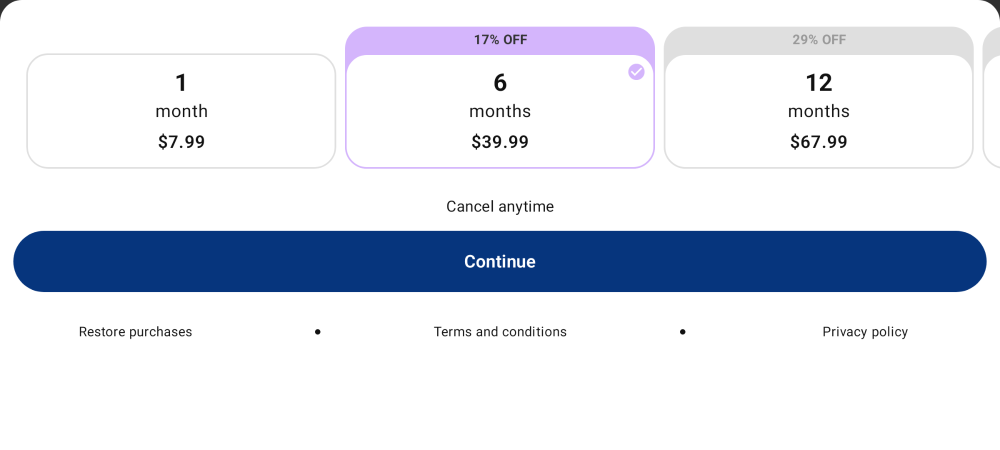 1
month
$7.99
17% OFF
6
months
$39.99
29% OFF
12
months
$67.99
Cancel anytime
Continue
Restore purchases
Terms and conditions
Privacy policy